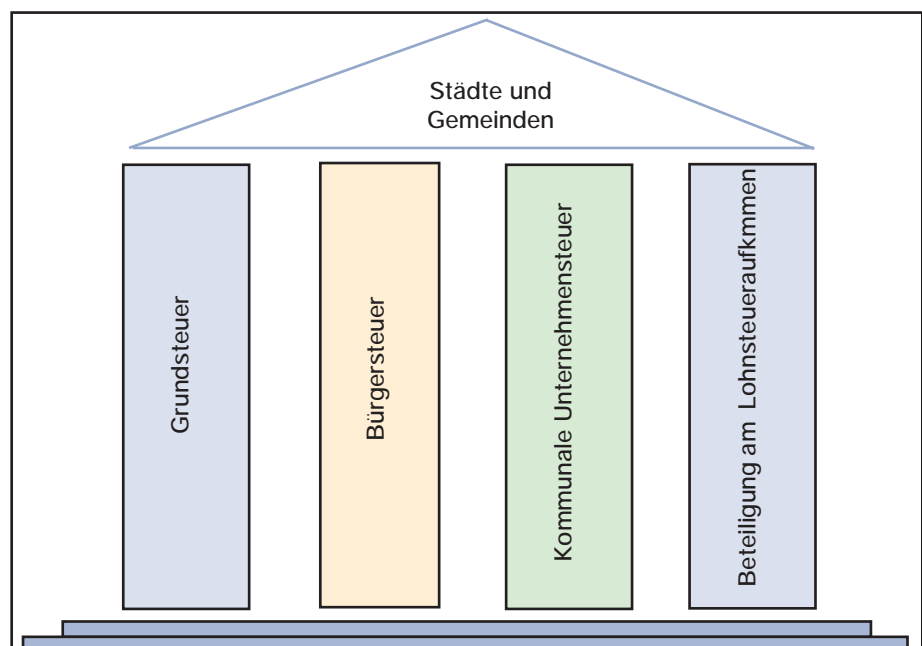 Städte und
Gemeinden
Grundsteuer
Bürgersteuer
Kommunale Unternehmensteuer
Beteiligung am Lohnsteueraufkmmen